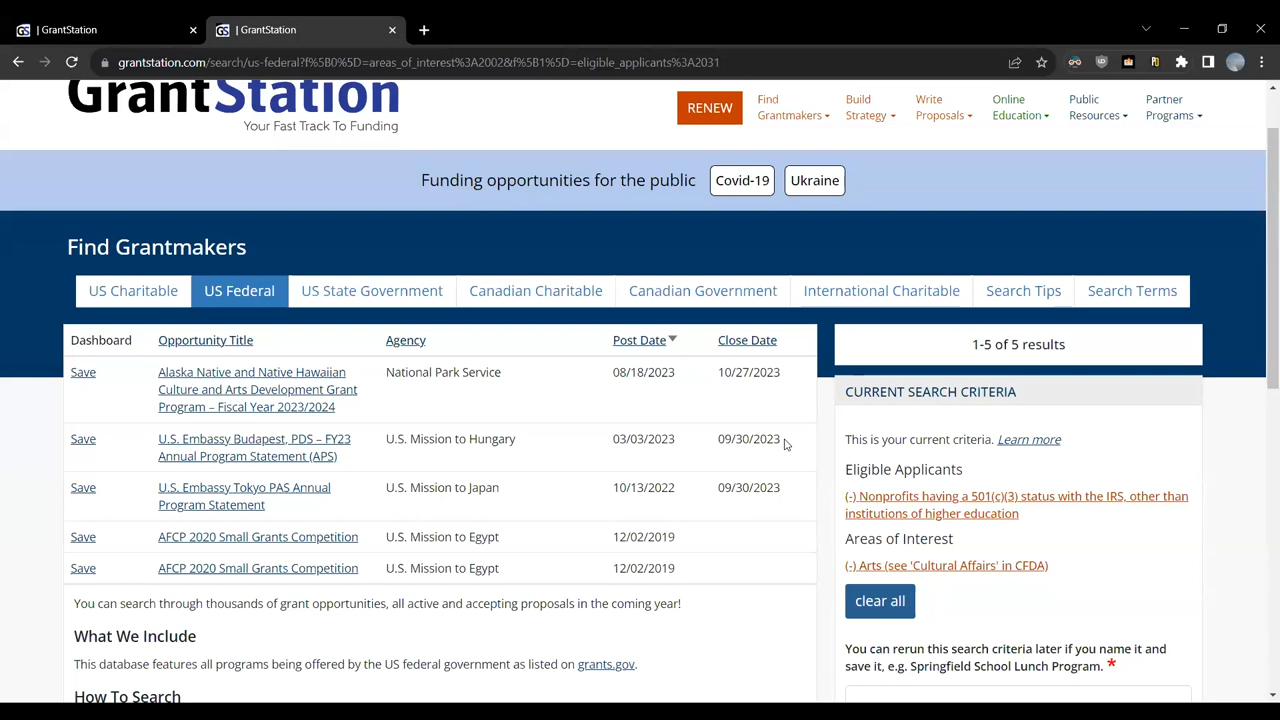 | GrantStation
| GrantStation
grantstation.com/search/us-federal?f%5B0%5D=areas_of_interest%3A2002&f%5B1%5D=eligible_applicants%3A2031
GrantStation
Your Fast Track To Funding
RENEW
Find
Grantmakers
Build
Strategy
Write
Proposals
Online
Education
Public
Resources
Partner
Programs
Funding opportunities for the public
Covid-19
Ukraine
Find Grantmakers
US Charitable
US Federal
US State Government
Canadian Charitable
Canadian Government
International Charitable
Search Tips
Search Terms
Dashboard Opportunity Title Agency Post Date Close Date
Save Alaska Native and Native Hawaiian National Park Service 08/18/2023 10/27/2023
Culture and Arts Development Grant
Program – Fiscal Year 2023/2024
Save U.S. Embassy Budapest, PDS – FY23 U.S. Mission to Hungary 03/03/2023 09/30/2023
Annual Program Statement (APS)
Save U.S. Embassy Tokyo PAS Annual U.S. Mission to Japan 10/13/2022 09/30/2023
Program Statement
Save AFCP 2020 Small Grants Competition U.S. Mission to Egypt 12/02/2019
Save AFCP 2020 Small Grants Competition U.S. Mission to Egypt 12/02/2019
You can search through thousands of grant opportunities, all active and accepting proposals in the coming year!
What We Include
This database features all programs being offered by the US federal government as listed on grants.gov.
How To Search
1-5 of 5 results
CURRENT SEARCH CRITERIA
This is your current criteria. Learn more
Eligible Applicants
(-) Nonprofits having a 501(c)(3) status with the IRS, other than
institutions of higher education
Areas of Interest
(-) Arts (see 'Cultural Affairs' in CFDA)
clear all
You can rerun this search criteria later if you name it and
save it, e.g. Springfield School Lunch Program. *